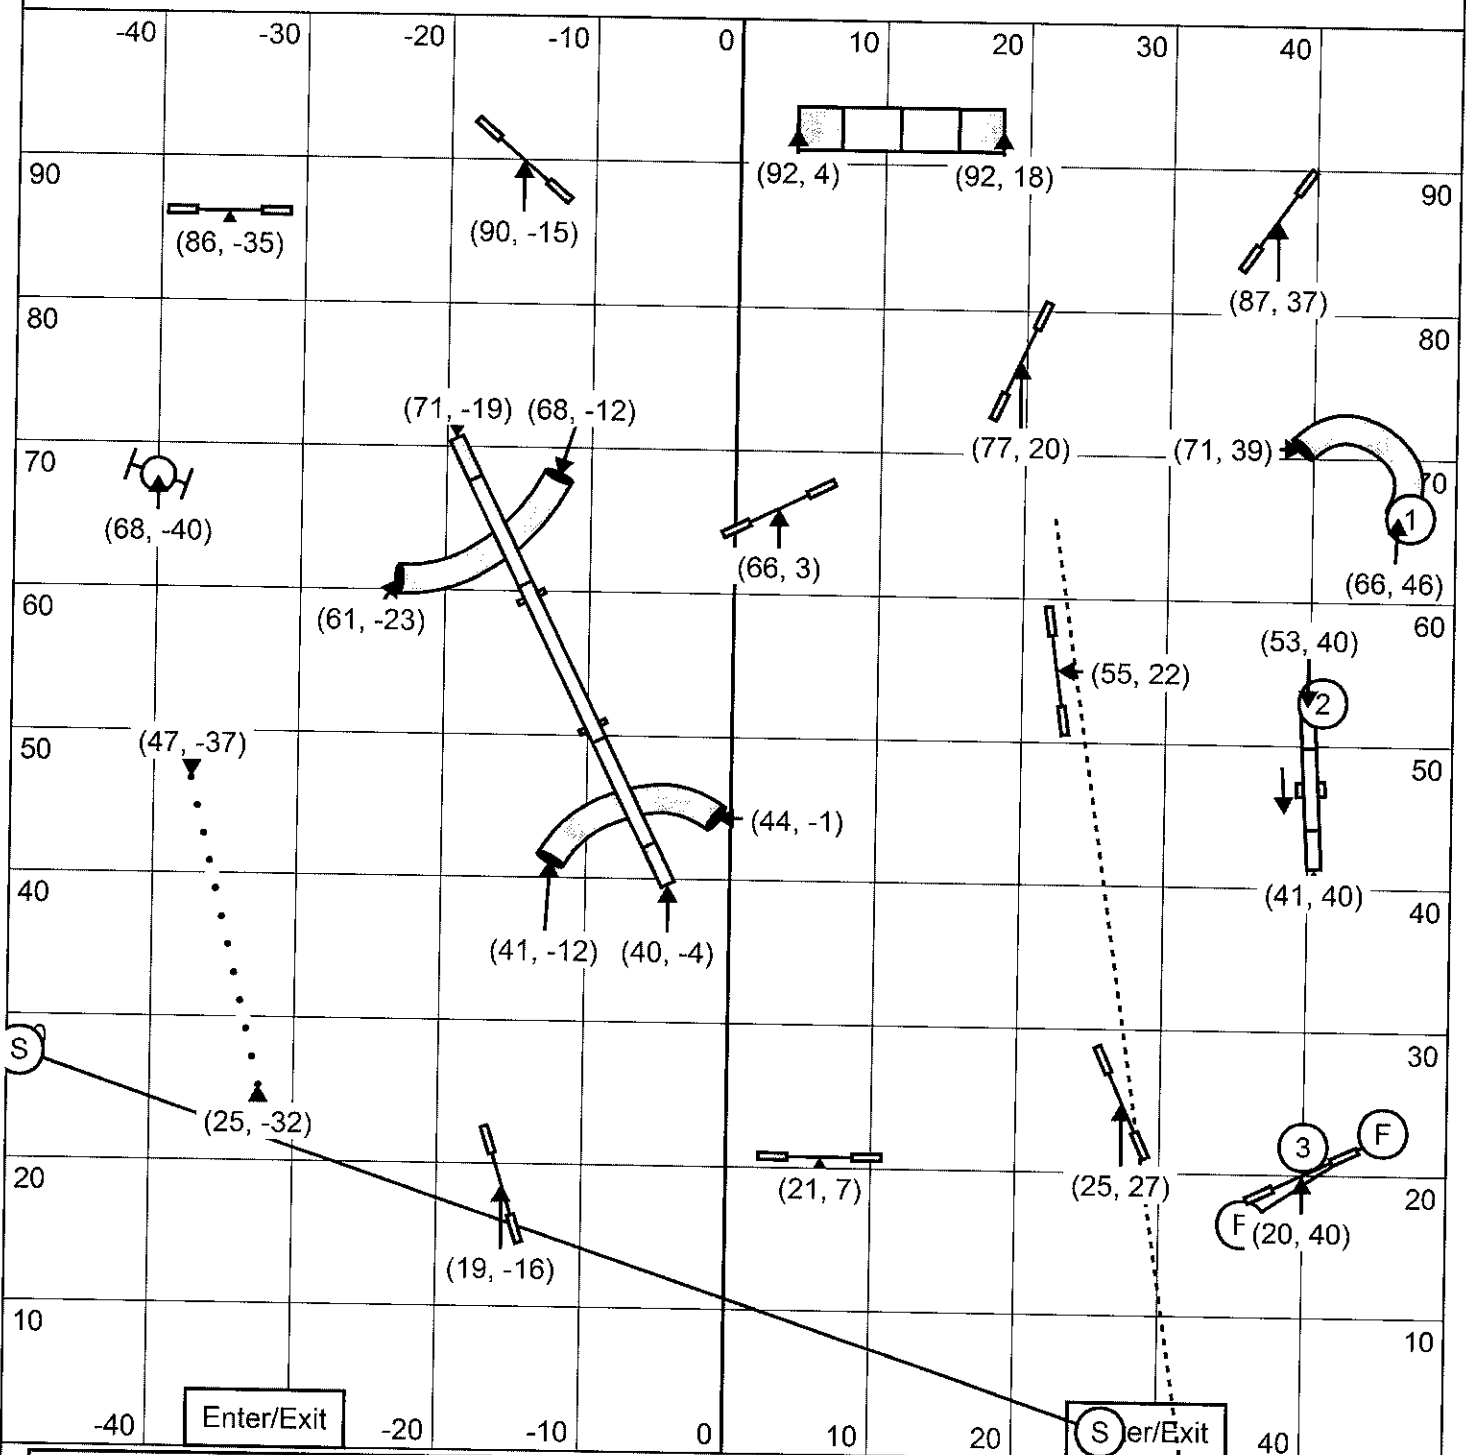 -40 -30 -20 -10 0 10 20 30 40
(92, 4) (92, 18)
90 90
(90, -15)
(86, -35)
(87, 37)
80 80
(71, -19) (68, -12)
(77, 20) (71, 39)
70 70
(68, -40)
1
(66, 3)
(66, 46)
60 60
(61, -23)
(53, 40)
(55, 22)
2
(47, -37)
50 50
(44, -1)
40 40
(41, -12) (40, -4)
(41, 40)
S
30
(25, -32)
3 F
20 20
(21, 7) (25, 27)
F (20, 40)
(19, -16)
10 10
-40 Enter/Exit -20 -10 0 10 20 S er/Exit 40